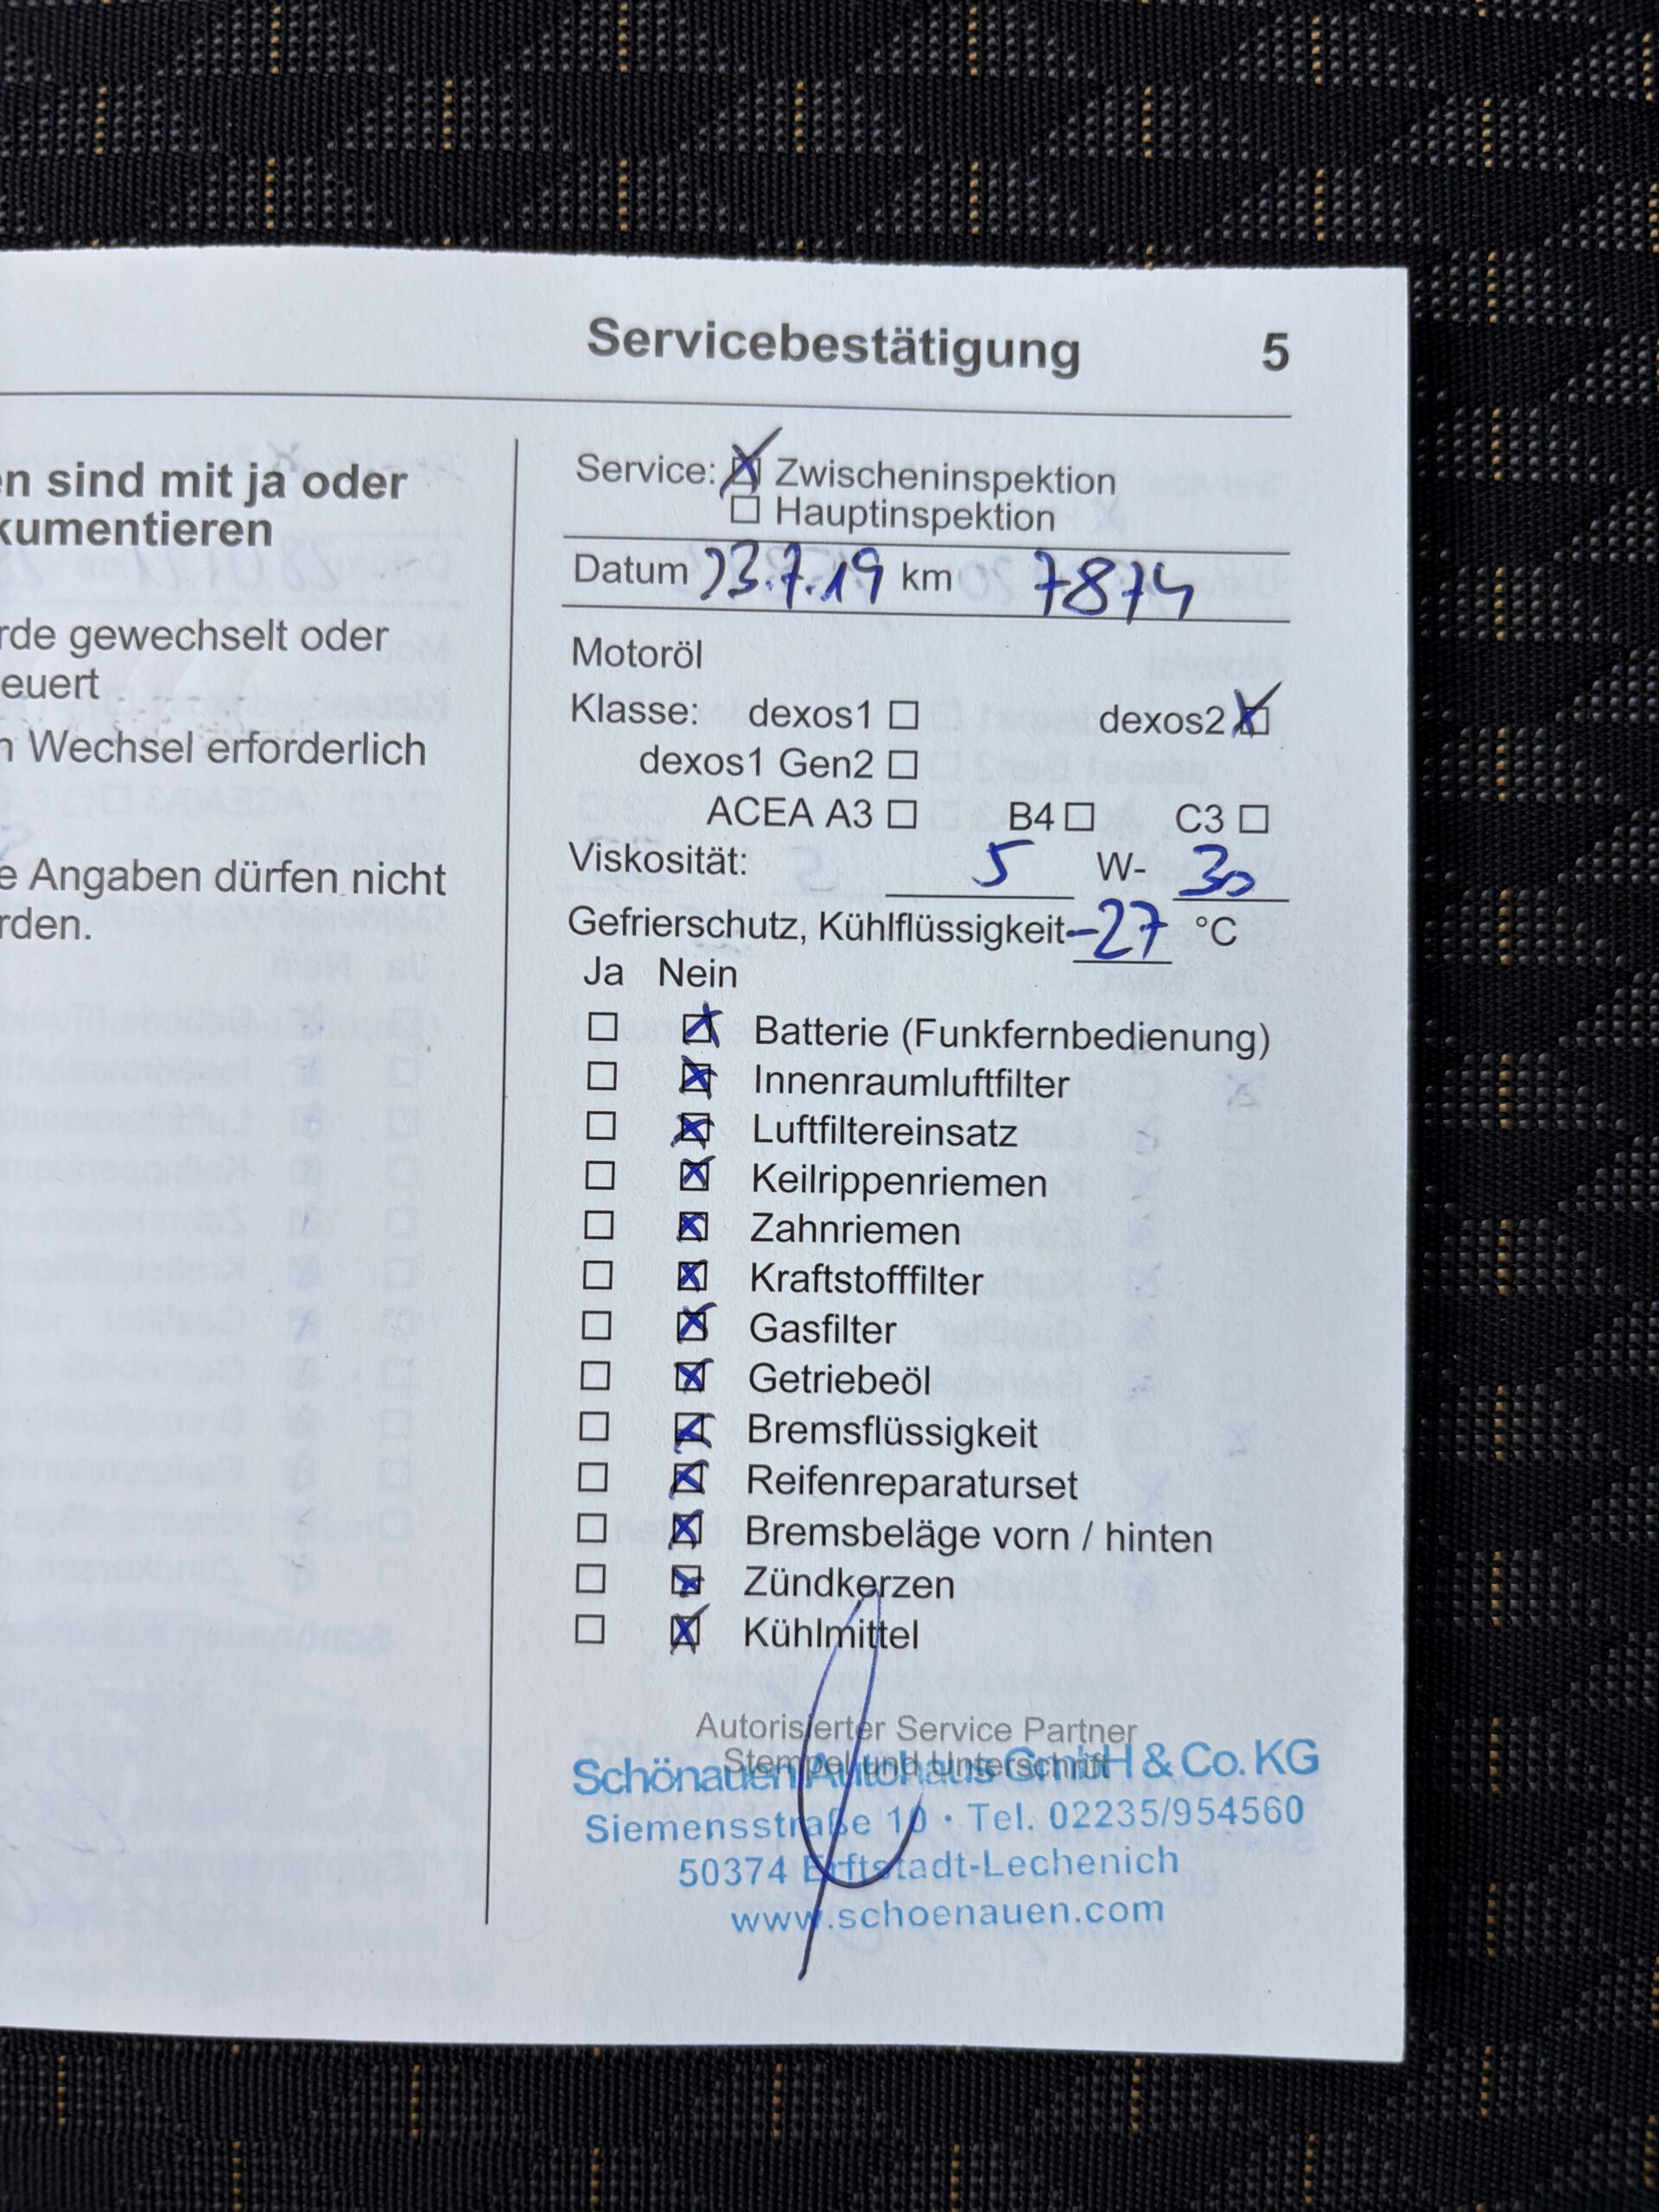 Servicebestätigung 5
en sind mit ja oder
kumentieren
rde gewechselt oder
euert
n Wechsel erforderlich
e Angaben dürfen nicht
rden.
Service: Zwischeninspektion
Hauptinspektion
Datum 23.7.19 km 7874
Motoröl
Klasse: dexos1 dexos2
dexos1 Gen2
ACEA A3 B4 C3
Viskosität: 5 W- 30
Gefrierschutz, Kühlflüssigkeit -27 °C
Ja Nein
Batterie (Funkfernbedienung)
Innenraumluftfilter
Luftfiltereinsatz
Keilrippenriemen
Zahnriemen
Kraftstofffilter
Gasfilter
Getriebeöl
Bremsflüssigkeit
Reifenreparaturset
Bremsbeläge vorn / hinten
Zündkerzen
Kühlmittel
Autorisierter Service Partner
Stempel und Unterschrift
Schönauen Autohaus GmbH & Co. KG
Siemensstraße 10 · Tel. 02235/954560
50374 Erftstadt-Lechenich
www.schoenauen.com